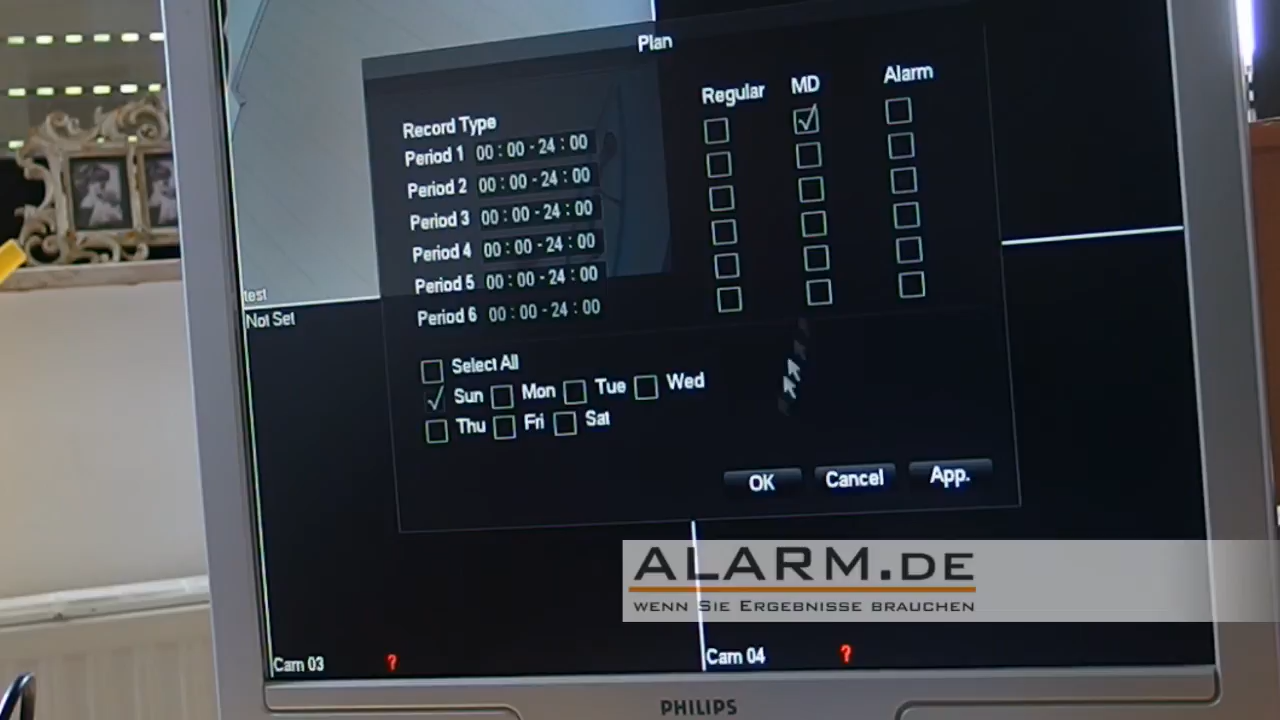 Plan
Regular MD Alarm
Record Type
Period 1 00:00-24:00
Period 2 00:00-24:00
Period 3 00:00-24:00
Period 4 00:00-24:00
Period 5 00:00-24:00
Period 6 00:00-24:00
test
Not Set
Select All
Sun Mon Tue Wed
Thu Fri Sat
OK Cancel App.
ALARM.DE
WENN SIE ERGEBNISSE BRAUCHEN
Cam 03 ? Cam 04 ?
PHILIPS